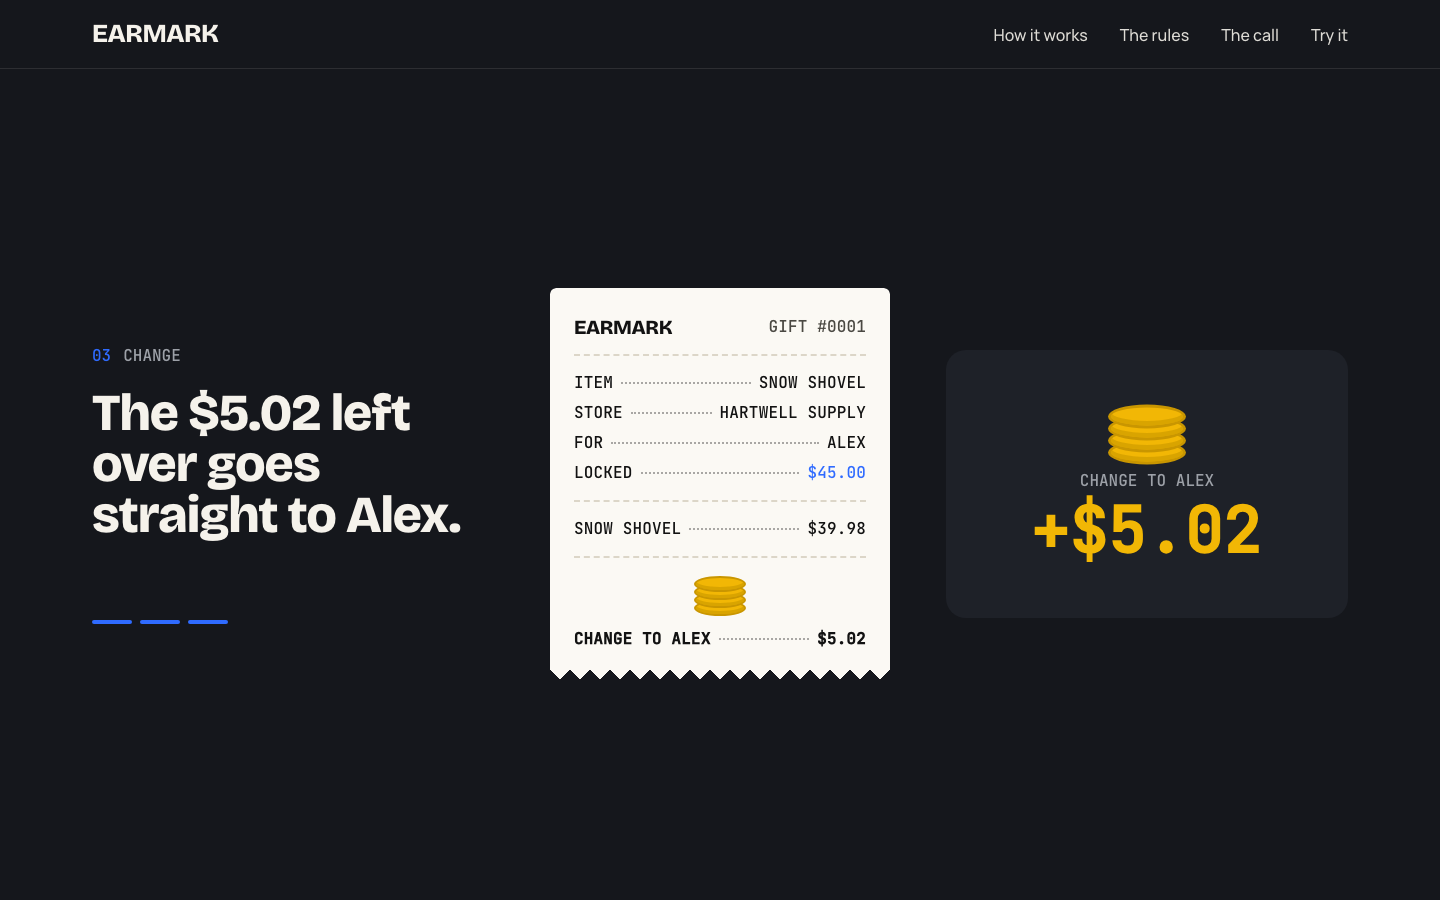 EARMARK
How it works
The rules
The call
Try it
03 CHANGE
The $5.02 left
over goes
straight to Alex.
EARMARK GIFT #0001
ITEM SNOW SHOVEL
STORE HARTWELL SUPPLY
FOR ALEX
LOCKED $45.00
SNOW SHOVEL $39.98
CHANGE TO ALEX $5.02
CHANGE TO ALEX
+$5.02